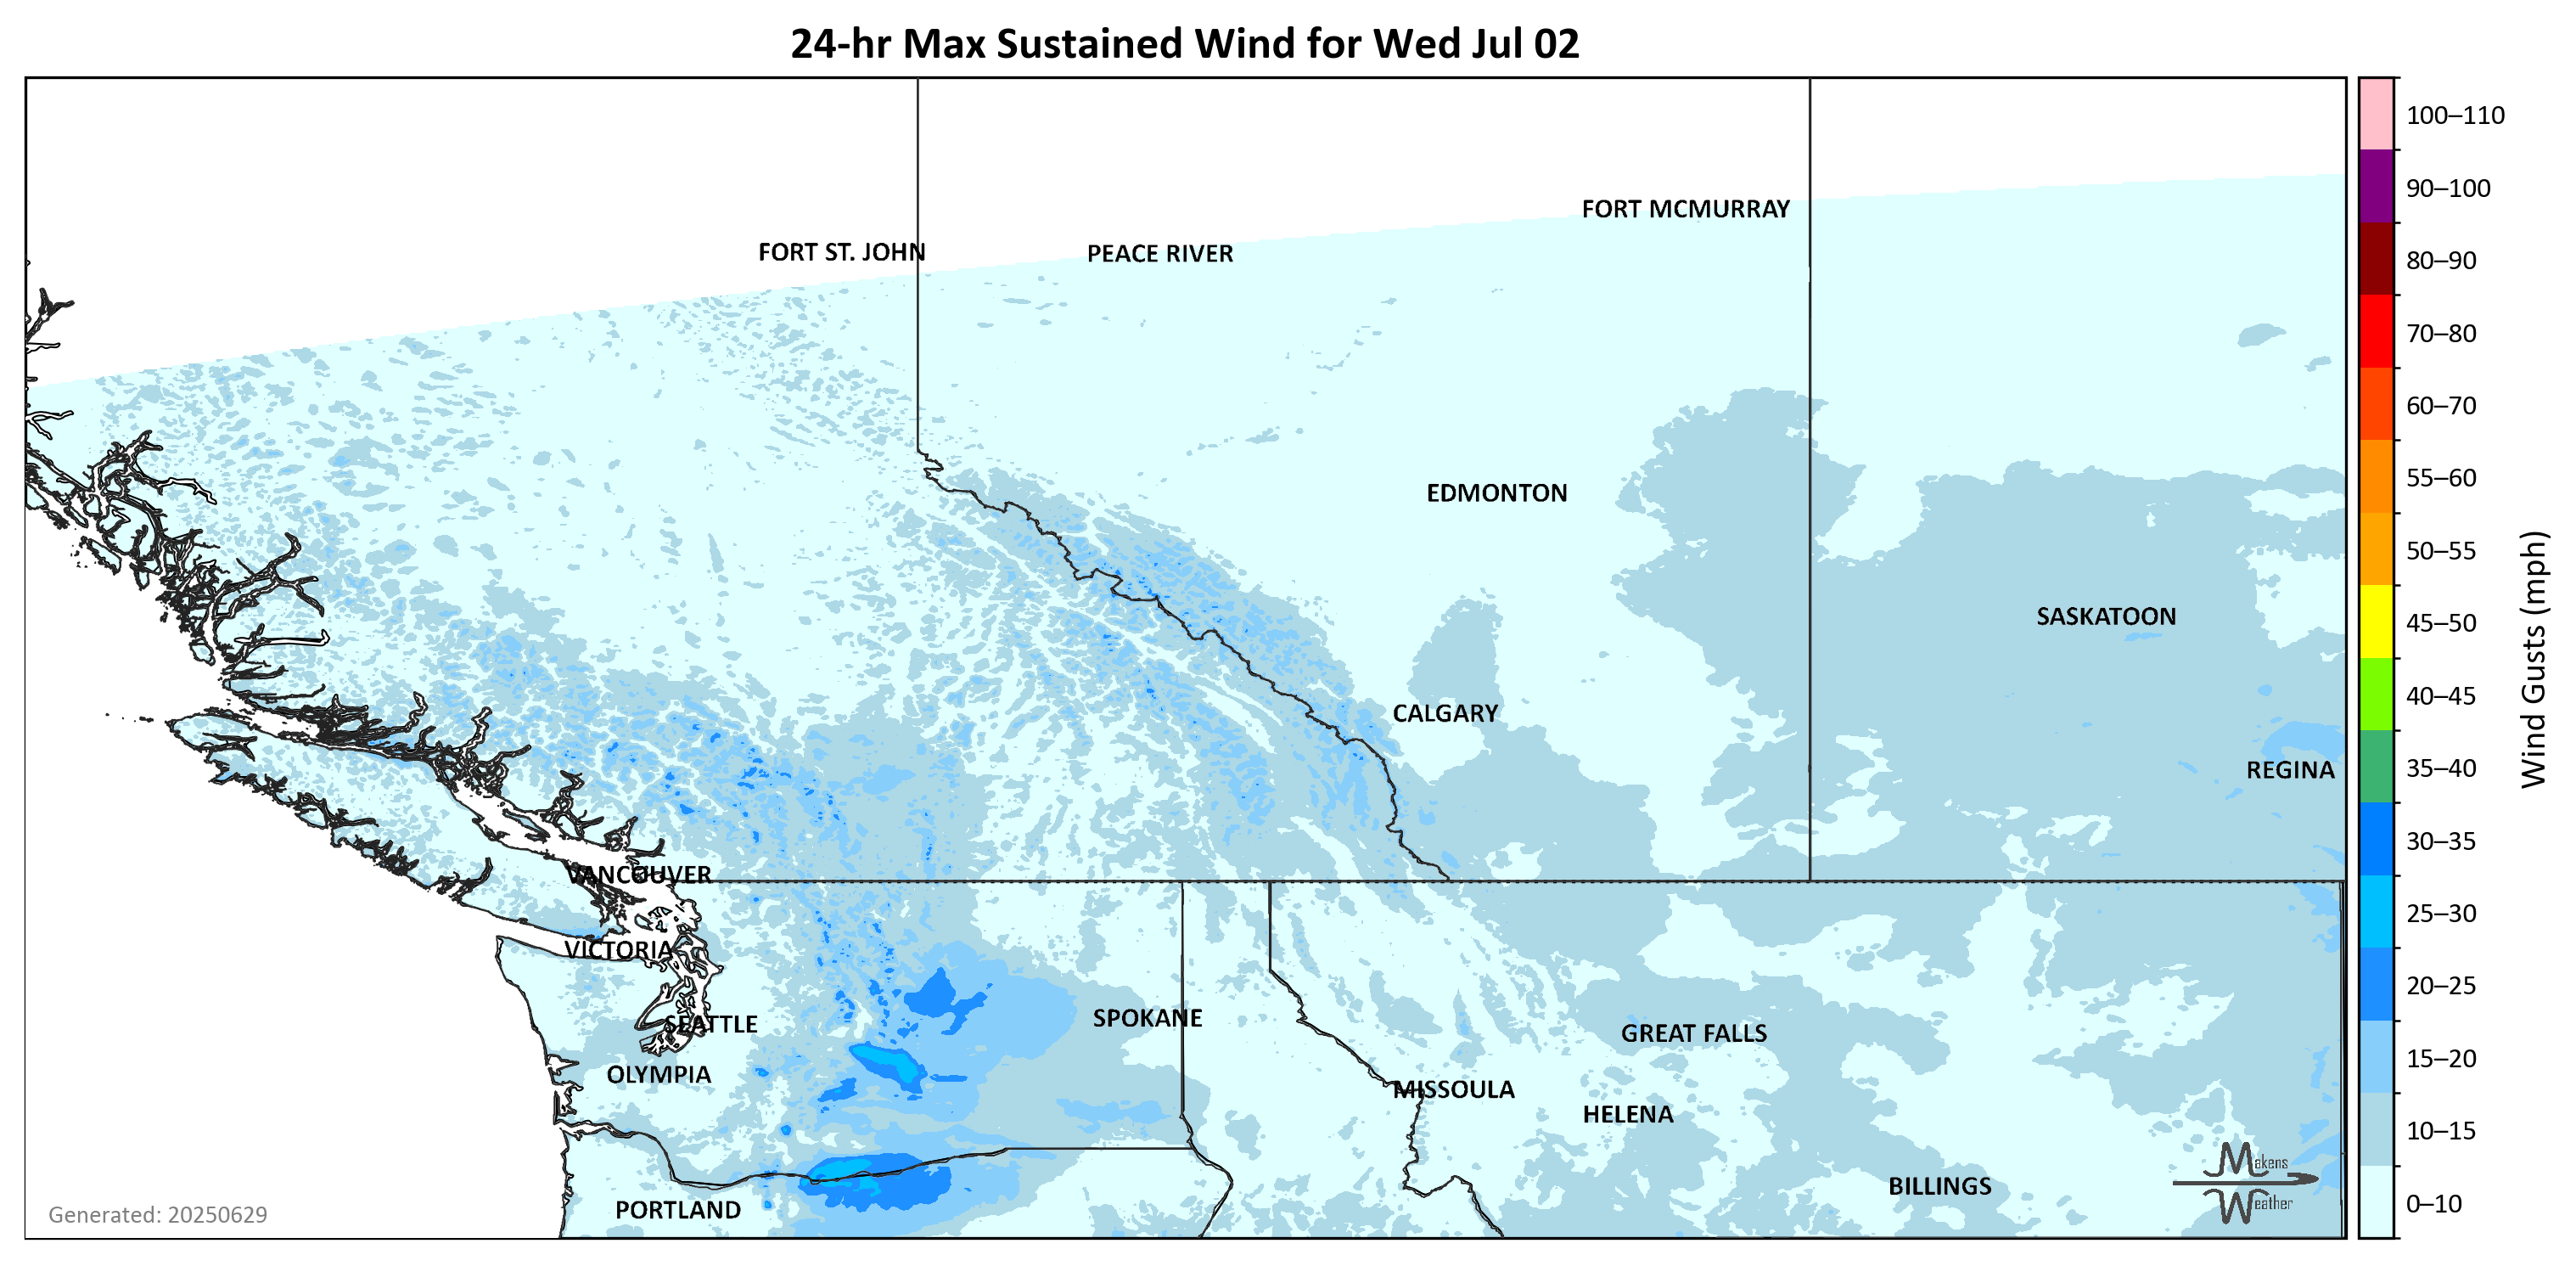 24-hr Max Sustained Wind for Wed Jul 02
100–110
90–100
80–90
70–80
60–70
55–60
50–55
45–50
40–45
35–40
30–35
25–30
20–25
15–20
10–15
0–10
Wind Gusts (mph)
FORT MCMURRAY
FORT ST. JOHN
PEACE RIVER
EDMONTON
SASKATOON
CALGARY
REGINA
VANCOUVER
VICTORIA
SEATTLE
SPOKANE
GREAT FALLS
OLYMPIA
MISSOULA
HELENA
BILLINGS
PORTLAND
Makens
Weather
Generated: 20250629